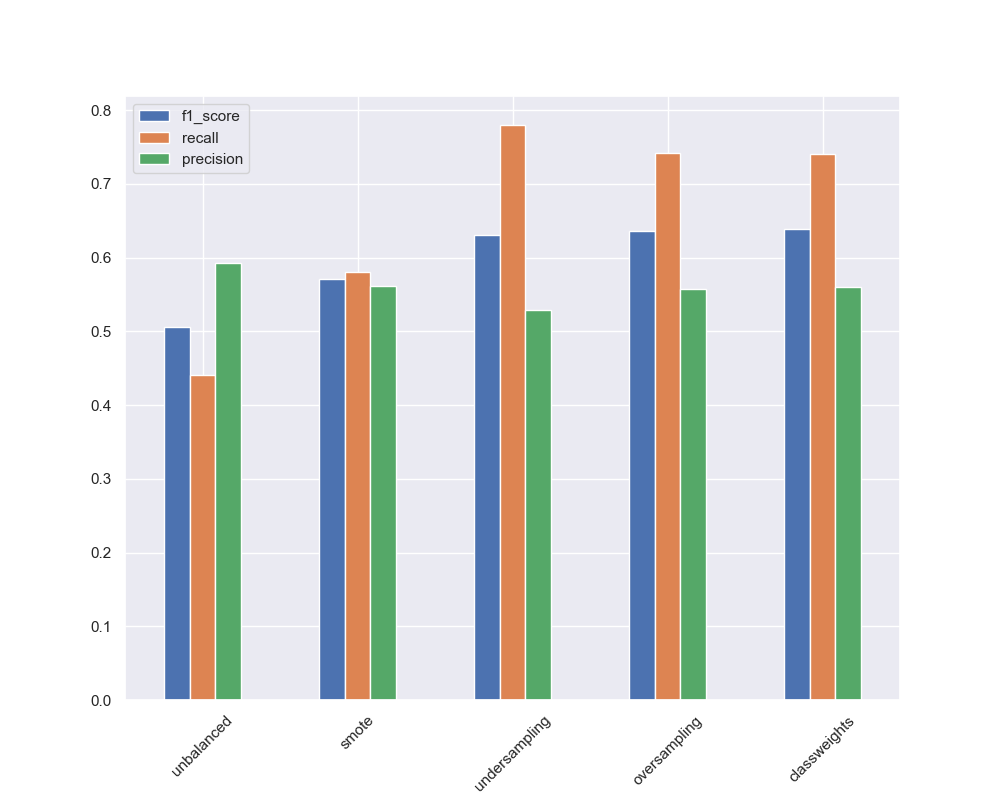 f1_score
recall
precision
0.8
0.7
0.6
0.5
0.4
0.3
0.2
0.1
0.0
unbalanced
smote
undersampling
oversampling
classweights